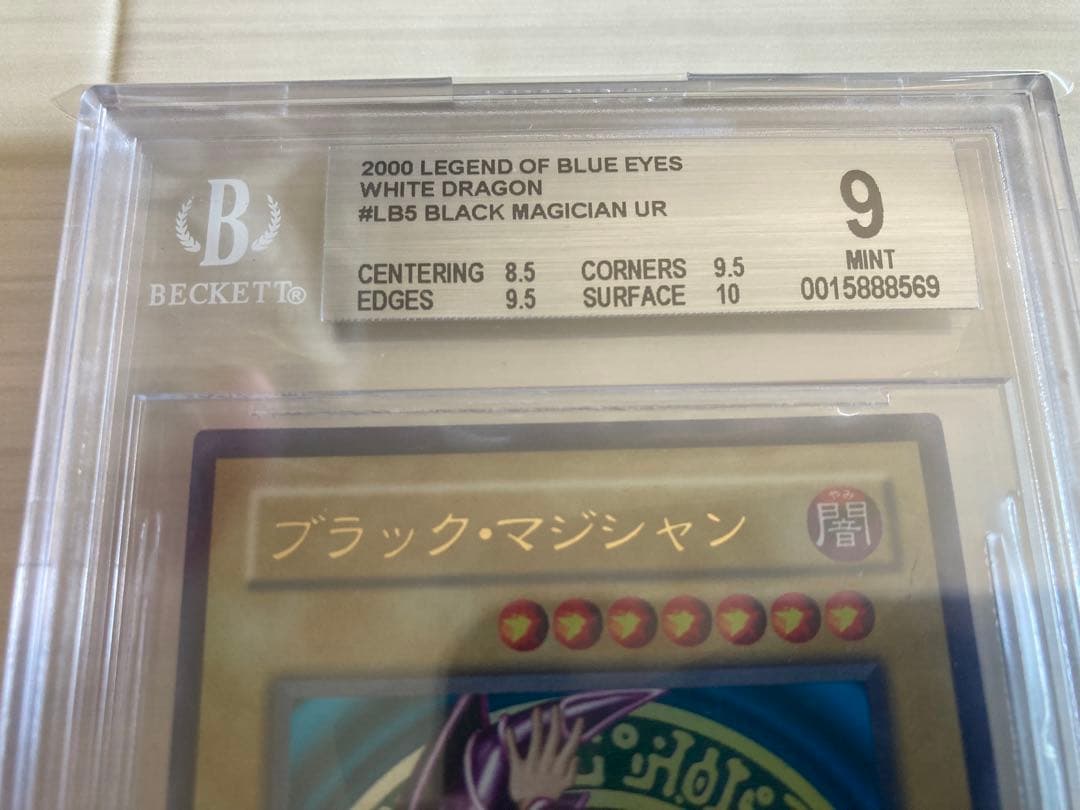 2000 LEGEND OF BLUE EYES
WHITE DRAGON
#LB5 BLACK MAGICIAN UR
9
MINT
0015888569
CENTERING 8.5 CORNERS 9.5
EDGES 9.5 SURFACE 10
B
BECKETT®
ブラック・マジシャン
やみ
闇